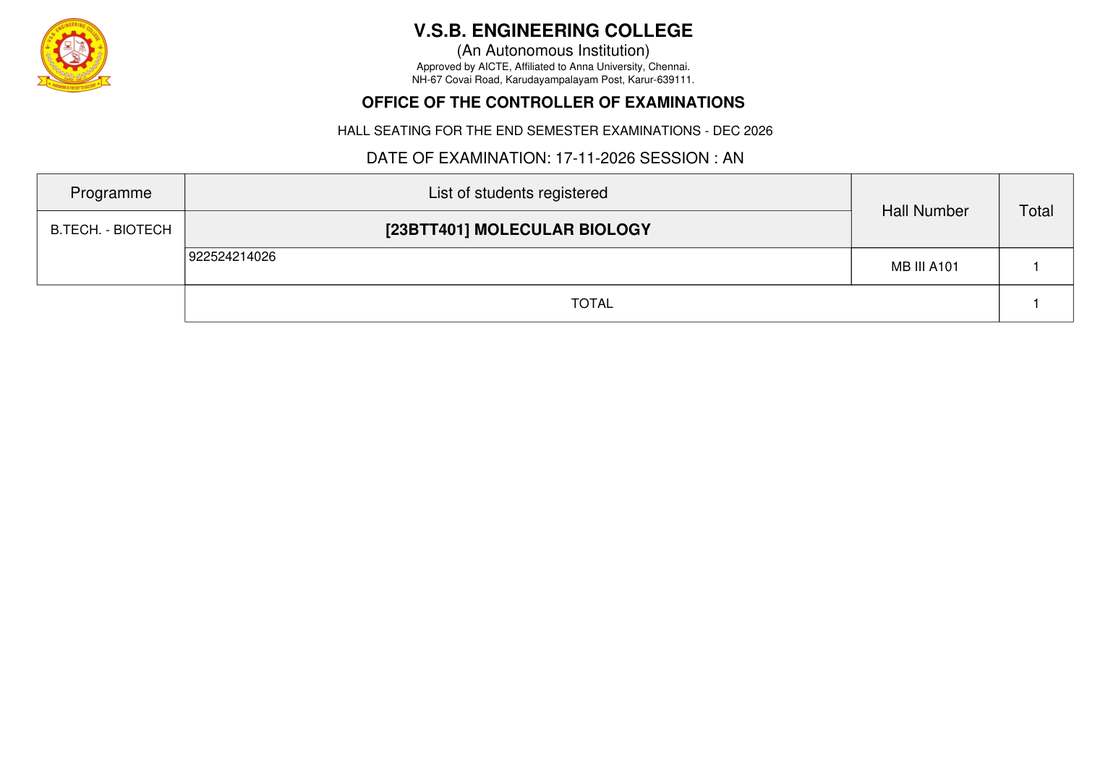 V.S.B. ENGINEERING COLLEGE
(An Autonomous Institution)
Approved by AICTE, Affiliated to Anna University, Chennai.
NH-67 Covai Road, Karudayampalayam Post, Karur-639111.
OFFICE OF THE CONTROLLER OF EXAMINATIONS
HALL SEATING FOR THE END SEMESTER EXAMINATIONS - DEC 2026
DATE OF EXAMINATION: 17-11-2026 SESSION : AN
Programme List of students registered Hall Number Total
B.TECH. - BIOTECH [23BTT401] MOLECULAR BIOLOGY
922524214026 MB III A101 1
TOTAL 1